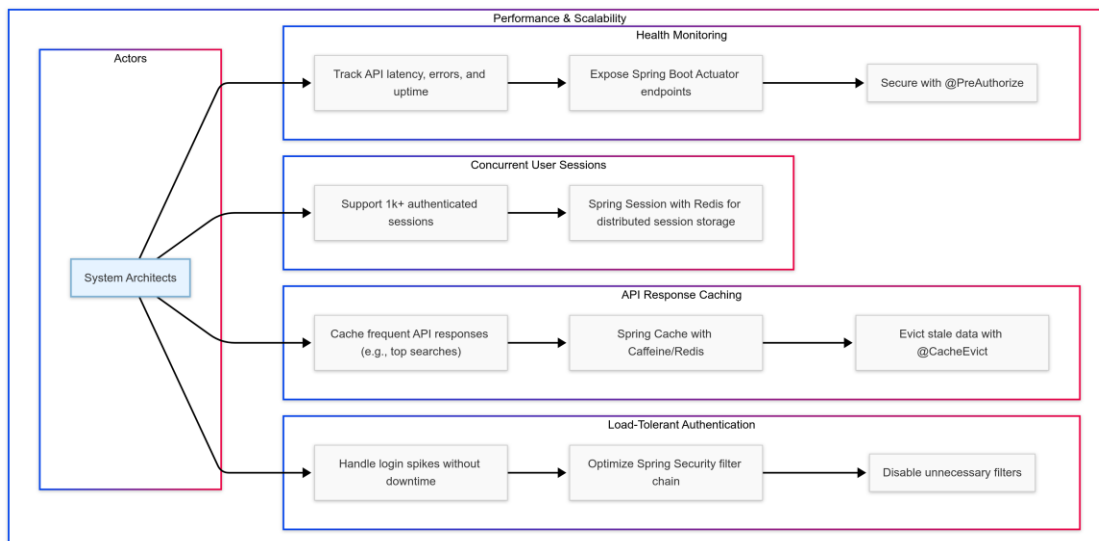 Performance & Scalability
Actors
System Architects
Health Monitoring
Track API latency, errors, and
uptime
Expose Spring Boot Actuator
endpoints
Secure with @PreAuthorize
Concurrent User Sessions
Support 1k+ authenticated
sessions
Spring Session with Redis for
distributed session storage
API Response Caching
Cache frequent API responses
(e.g., top searches)
Spring Cache with
Caffeine/Redis
Evict stale data with
@CacheEvict
Load-Tolerant Authentication
Handle login spikes without
downtime
Optimize Spring Security filter
chain
Disable unnecessary filters